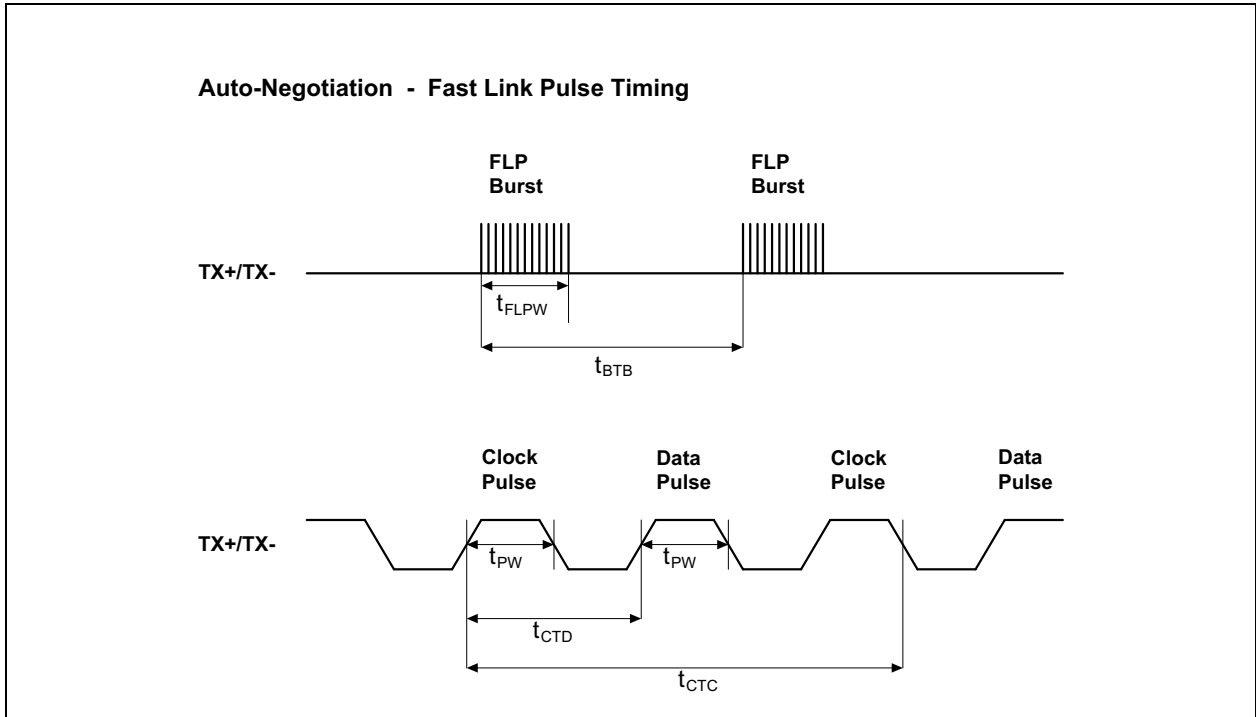 Auto-Negotiation - Fast Link Pulse Timing
FLP
Burst
FLP
Burst
TX+/TX-
tFLPW
tBTB
Clock
Pulse
Data
Pulse
Clock
Pulse
Data
Pulse
TX+/TX-
tPW
tPW
tCTD
tCTC